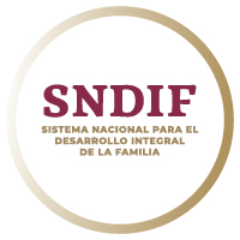 SNDIF
SISTEMA NACIONAL PARA EL
DESARROLLO INTEGRAL
DE LA FAMILIA